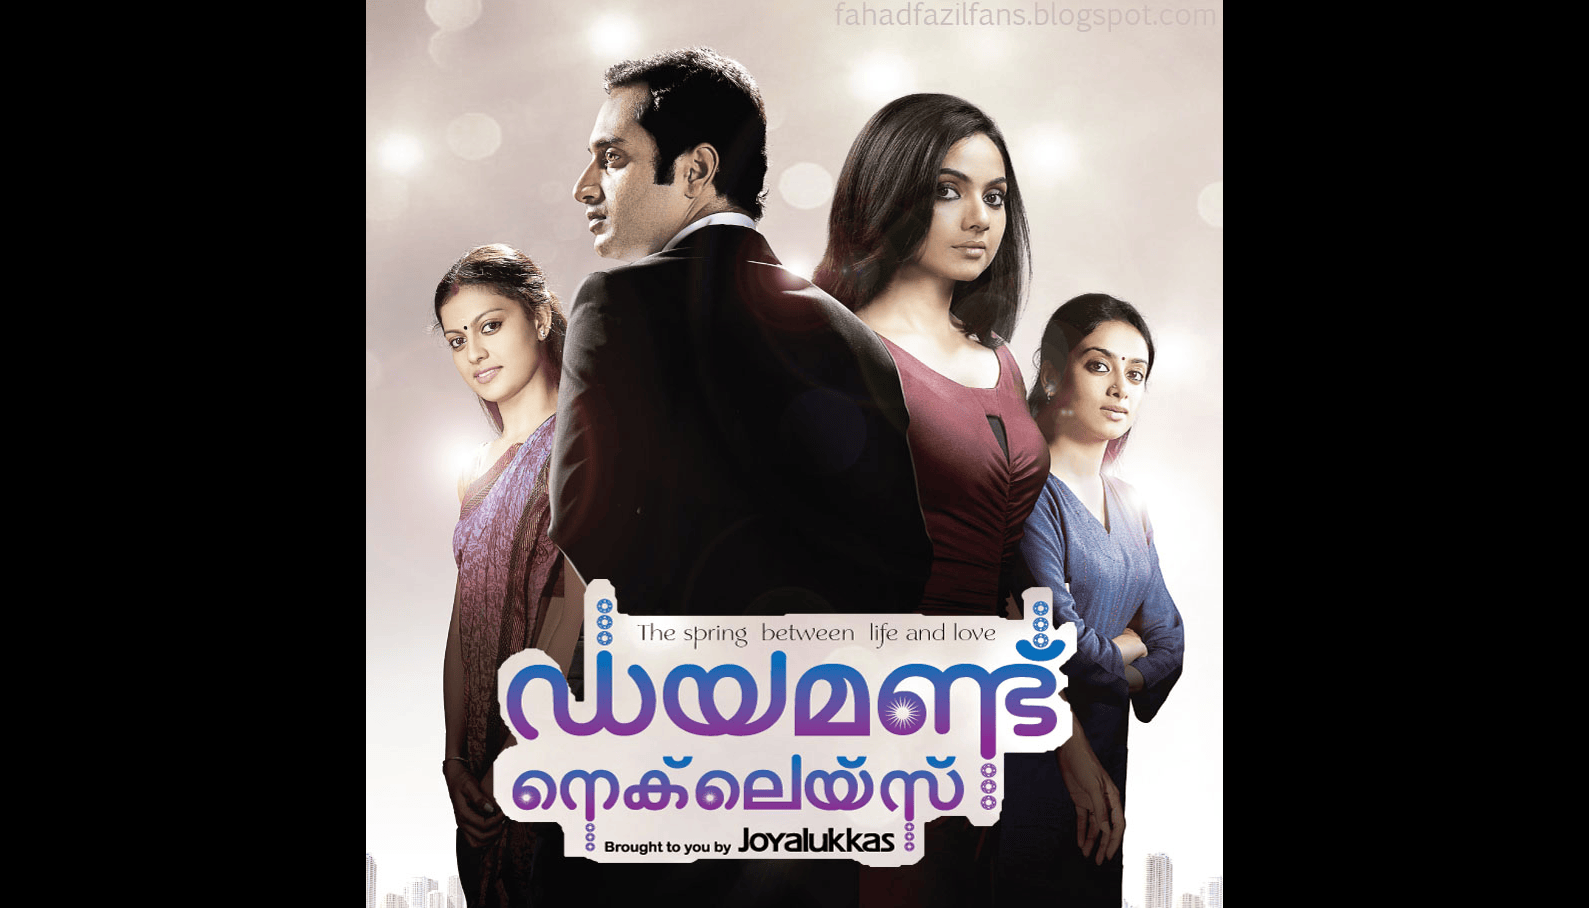 fahadfazilfans.blogspot.com
The spring between life and love
ഡയമണ്ട്
നെക്‌ലെയ്സ്
Brought to you by Joyalukkas